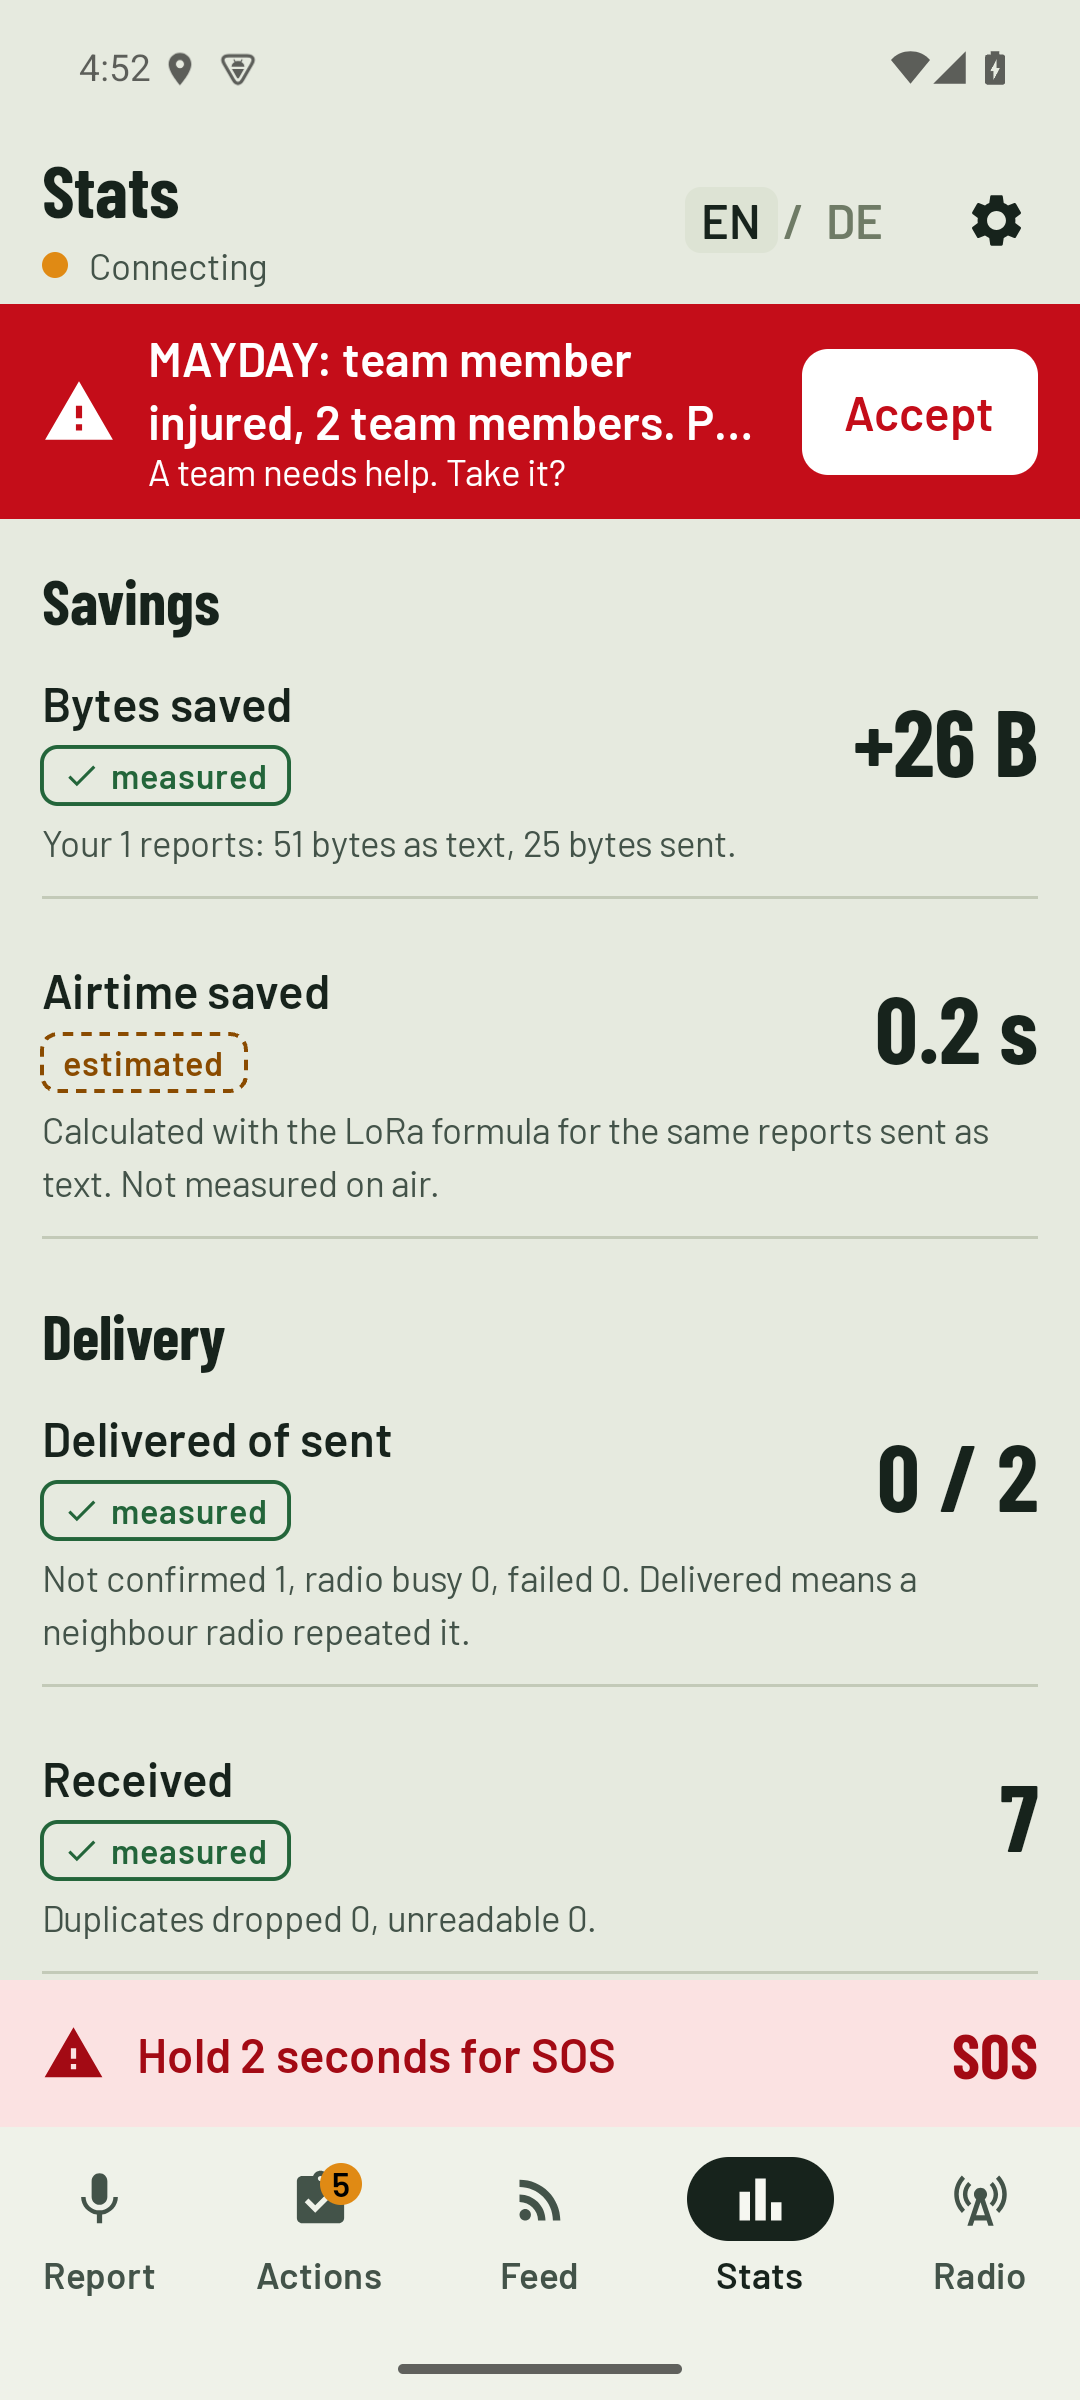 4:52
Stats
EN / DE
Connecting
MAYDAY: team member
injured, 2 team members. P...
A team needs help. Take it?
Accept
Savings
Bytes saved
measured
+26 B
Your 1 reports: 51 bytes as text, 25 bytes sent.
Airtime saved
estimated
0.2 s
Calculated with the LoRa formula for the same reports sent as
text. Not measured on air.
Delivery
Delivered of sent
measured
0 / 2
Not confirmed 1, radio busy 0, failed 0. Delivered means a
neighbour radio repeated it.
Received
measured
7
Duplicates dropped 0, unreadable 0.
Hold 2 seconds for SOS
SOS
5
Report
Actions
Feed
Stats
Radio